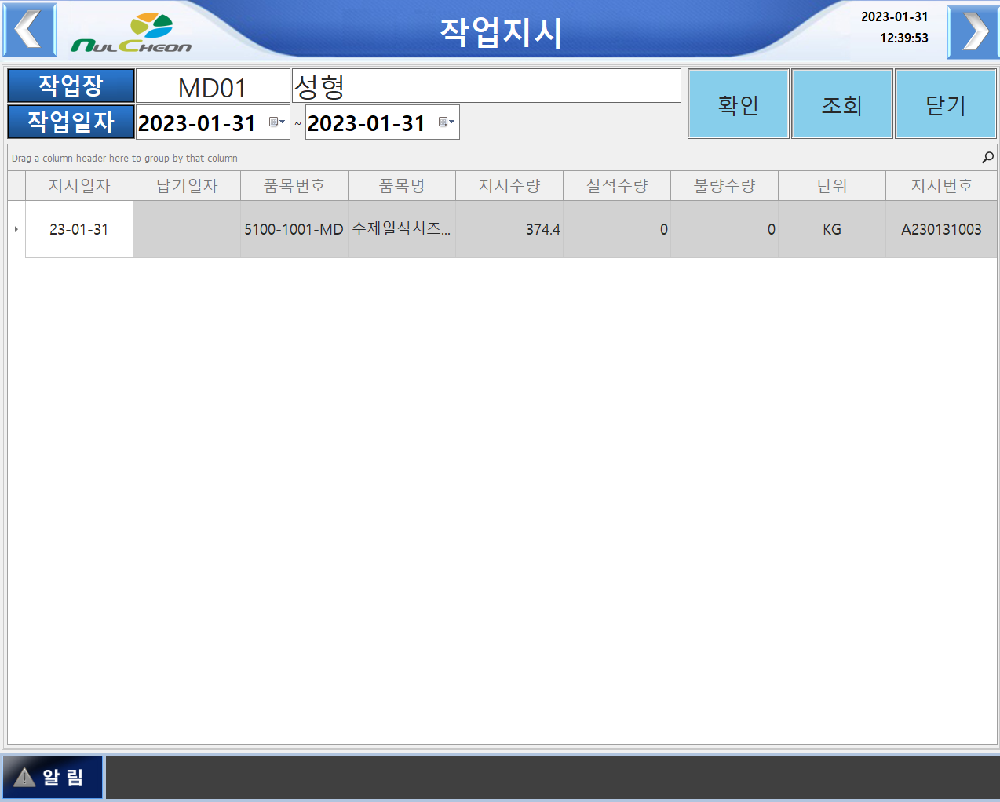 NULCHEON
작업지시
2023-01-31
12:39:53
작업장 MD01 성형
작업일자 2023-01-31 ~ 2023-01-31
확인 조회 닫기
Drag a column header here to group by that column
지시일자 납기일자 품목번호 품목명 지시수량 실적수량 불량수량 단위 지시번호
23-01-31 5100-1001-MD 수제일식치즈... 374.4 0 0 KG A230131003
알 림